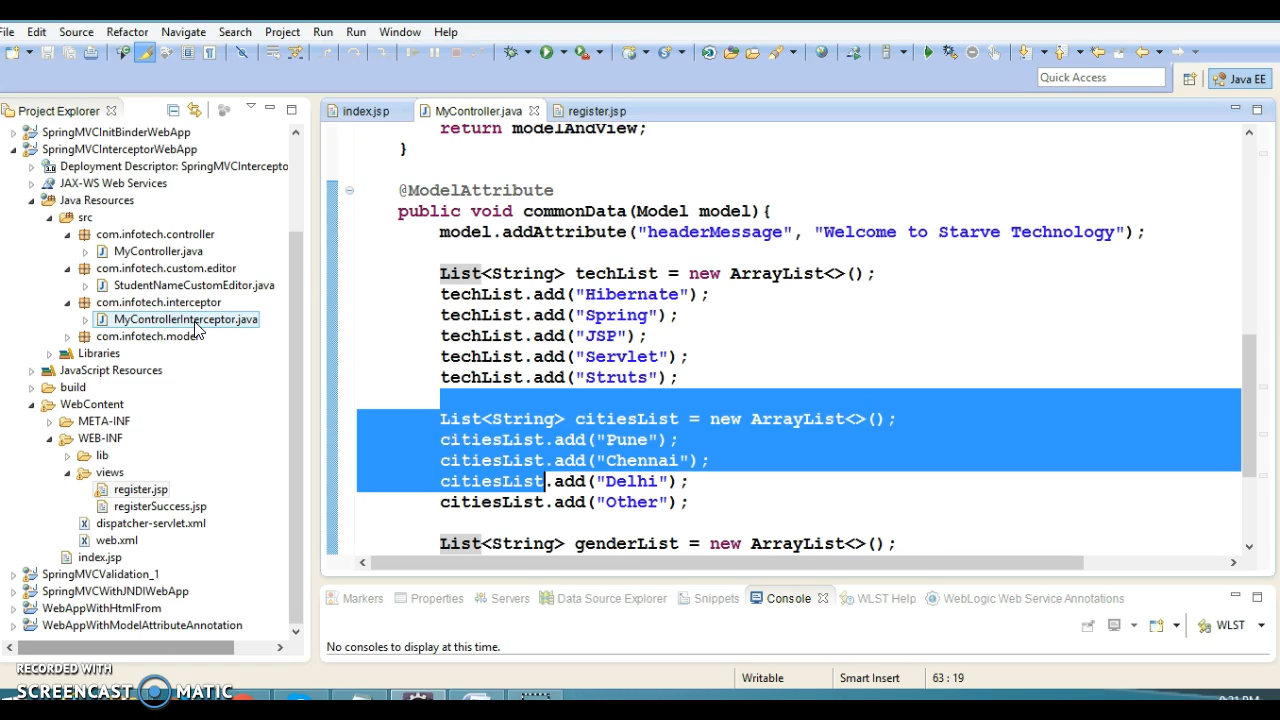 File Edit Source Refactor Navigate Search Project Run Run Window Help
Quick Access
Java EE
Project Explorer
SpringMVCInitBinderWebApp
SpringMVCInterceptorWebApp
Deployment Descriptor: SpringMVCInterceptо
JAX-WS Web Services
Java Resources
src
com.infotech.controller
MyController.java
com.infotech.custom.editor
StudentNameCustomEditor.java
com.infotech.interceptor
MyControllerInterceptor.java
com.infotech.model
Libraries
JavaScript Resources
build
WebContent
META-INF
WEB-INF
lib
views
register.jsp
registerSuccess.jsp
dispatcher-servlet.xml
web.xml
index.jsp
SpringMVCValidation_1
SpringMVCWithJNDIWebApp
WebAppWithHtmlFrom
WebAppWithModelAttributeAnnotation
index.jsp MyController.java register.jsp
return modelAndView;
}
@ModelAttribute
public void commonData(Model model){
model.addAttribute("headerMessage", "Welcome to Starve Technology");
List<String> techList = new ArrayList<>();
techList.add("Hibernate");
techList.add("Spring");
techList.add("JSP");
techList.add("Servlet");
techList.add("Struts");
List<String> citiesList = new ArrayList<>();
citiesList.add("Pune");
citiesList.add("Chennai");
citiesList.add("Delhi");
citiesList.add("Other");
List<String> genderList = new ArrayList<>();
Markers Properties Servers Data Source Explorer Snippets Console WLST Help WebLogic Web Service Annotations
WLST
No consoles to display at this time.
Writable Smart Insert 63 : 19
RECORDED WITH
SCREENCAST MATIC